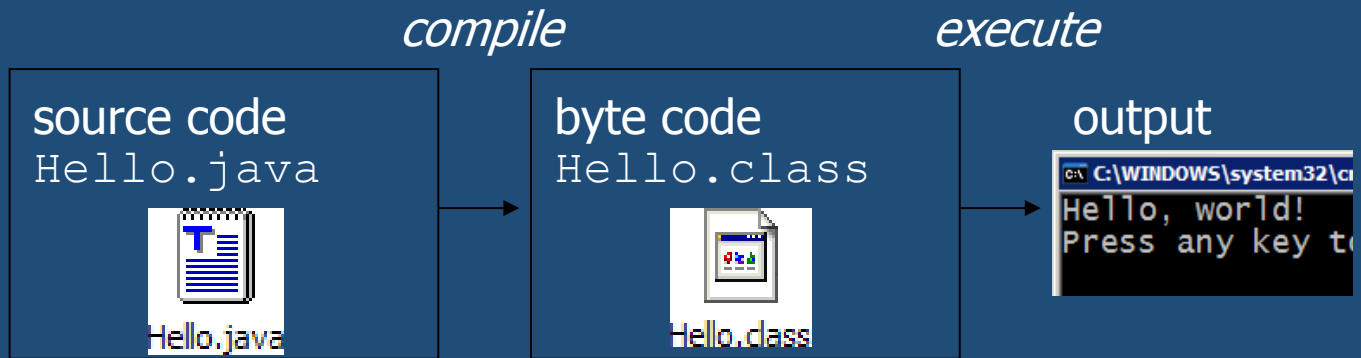 compile execute
source code
Hello.java
Hello.java
byte code
Hello.class
Hello.class
output
C:\WINDOWS\system32\c
Hello, world!
Press any key t